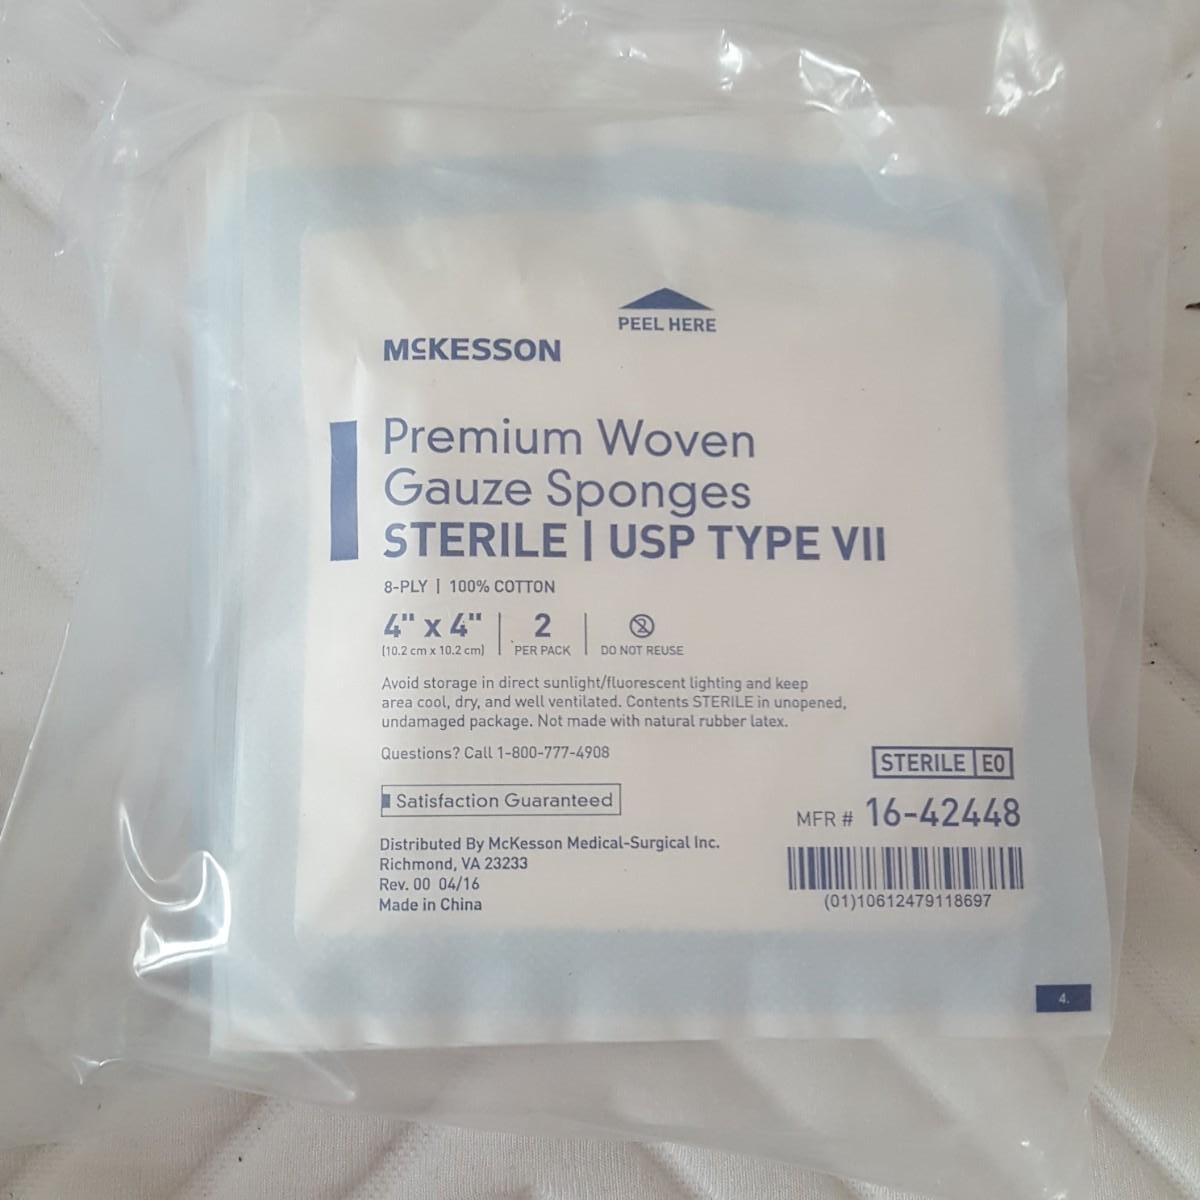 PEEL HERE
McKESSON
Premium Woven
Gauze Sponges
STERILE | USP TYPE VII
8-PLY | 100% COTTON
4" x 4" | 2 |
(10.2 cm x 10.2 cm) PER PACK DO NOT REUSE
Avoid storage in direct sunlight/fluorescent lighting and keep
area cool, dry, and well ventilated. Contents STERILE in unopened,
undamaged package. Not made with natural rubber latex.
Questions? Call 1-800-777-4908
STERILE EO
Satisfaction Guaranteed
MFR # 16-42448
Distributed By McKesson Medical-Surgical Inc.
Richmond, VA 23233
Rev. 00 04/16
Made in China
(01)10612479118697
4.